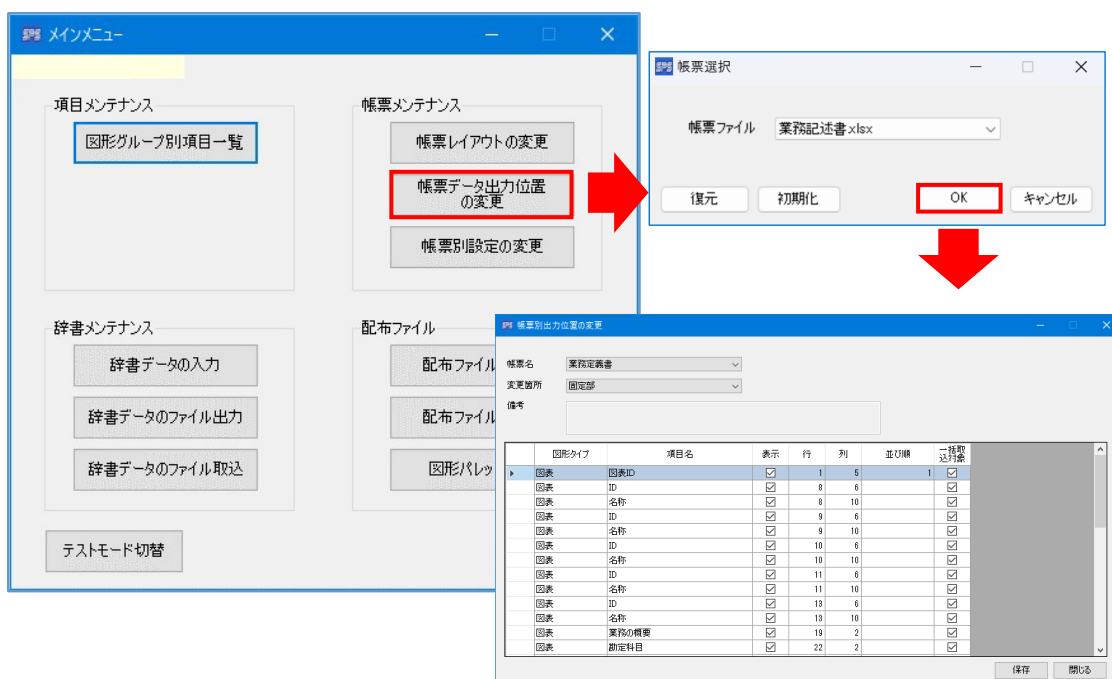 SPS メインメニュー
項目メンテナンス
図形グループ別項目一覧
帳票メンテナンス
帳票レイアウトの変更
帳票データ出力位置
の変更
帳票別設定の変更
辞書メンテナンス
辞書データの入力
辞書データのファイル出力
辞書データのファイル取込
配布ファイル
配布ファイル
配布ファイル
図形パレッ
テストモード切替
SPS 帳票選択
帳票ファイル 業務記述書.xlsx
復元 初期化 OK キャンセル
SPS 帳票別出力位置の変更
帳票名 業務定義書
変更箇所 固定部
備考
図形タイプ 項目名 表示 行 列 並び順 一括取
込対象
図表 図表ID 1 5 1
図表 ID 8 6
図表 名称 8 10
図表 ID 9 6
図表 名称 9 10
図表 ID 10 6
図表 名称 10 10
図表 ID 11 6
図表 名称 11 10
図表 ID 13 6
図表 名称 13 10
図表 業務の概要 19 2
図表 勘定科目 22 2
保存 閉じる